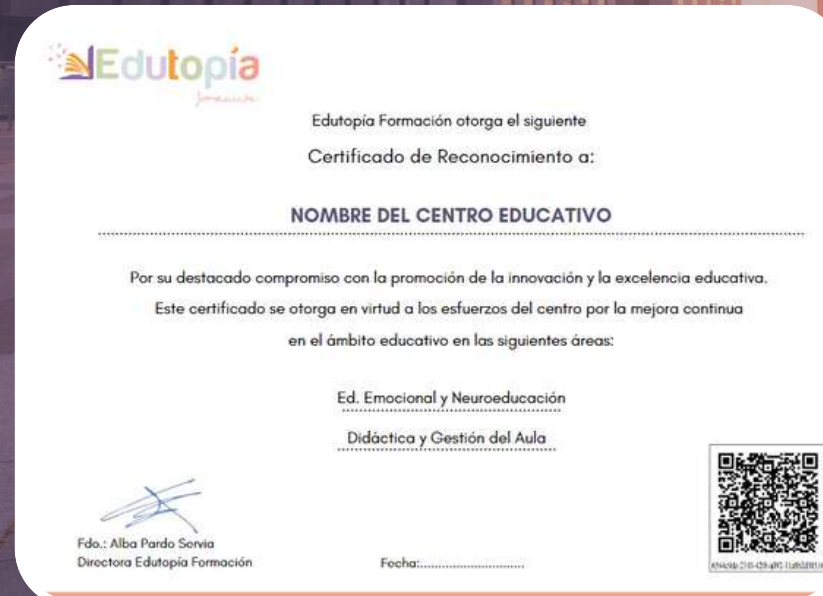 Edutopía
formación
Edutopía Formación otorga el siguiente
Certificado de Reconocimiento a:
NOMBRE DEL CENTRO EDUCATIVO
Por su destacado compromiso con la promoción de la innovación y la excelencia educativa.
Este certificado se otorga en virtud a los esfuerzos del centro por la mejora continua
en el ámbito educativo en las siguientes áreas:
Ed. Emocional y Neuroeducación
Didáctica y Gestión del Aula
Fdo.: Alba Pardo Servia
Directora Edutopía Formación
Fecha:..............................